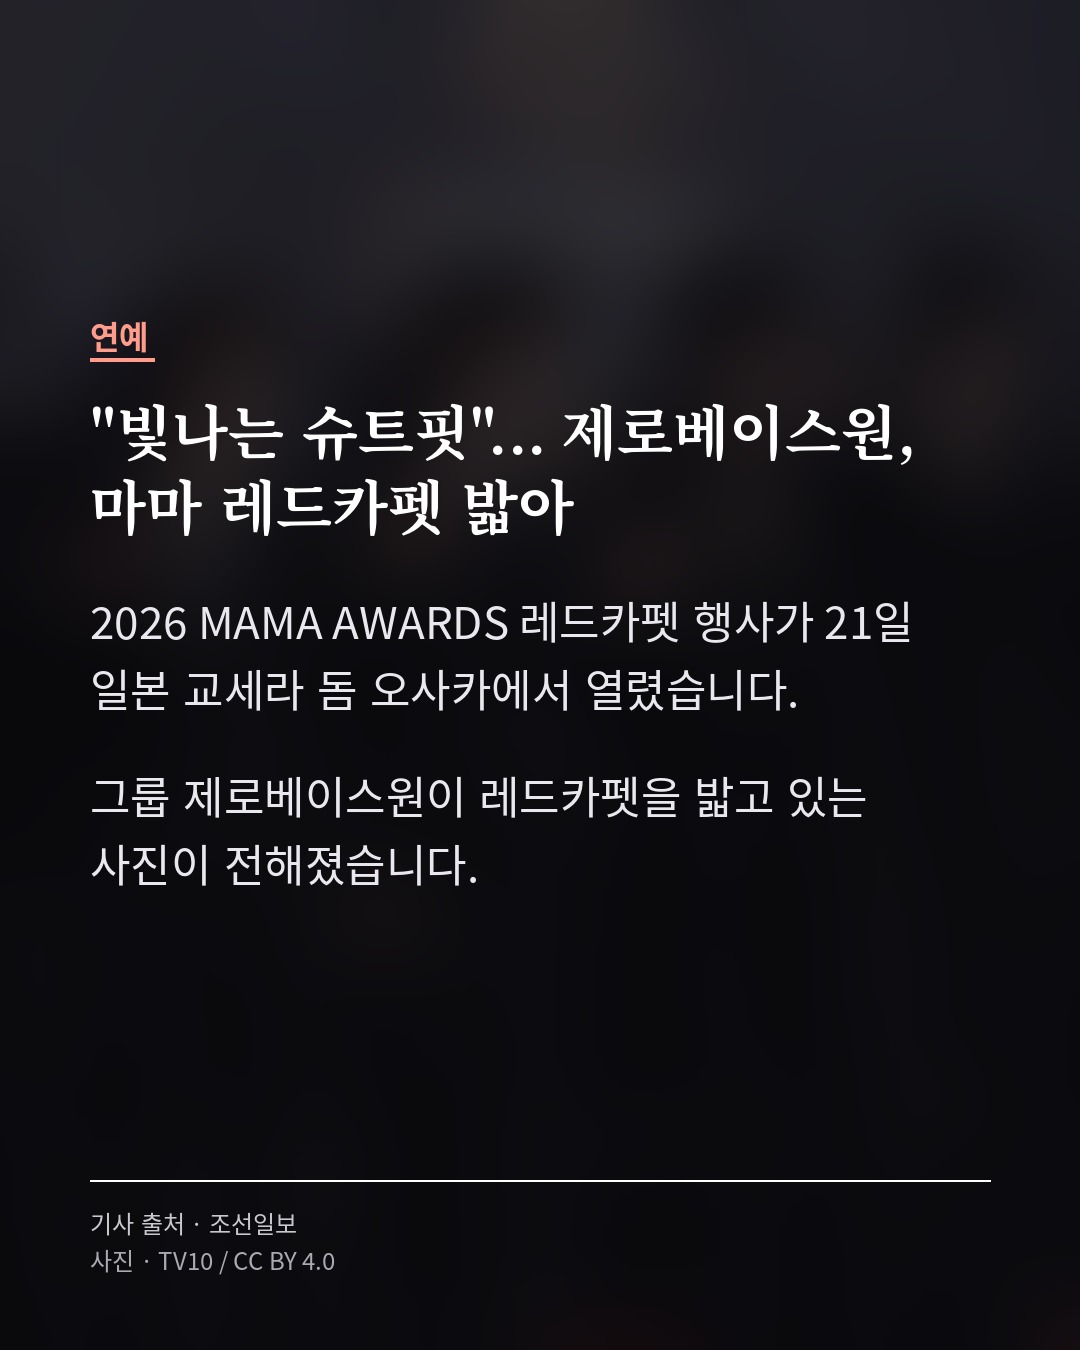 연예
"빛나는 슈트핏"... 제로베이스원,
마마 레드카펫 밟아
2026 MAMA AWARDS 레드카펫 행사가 21일
일본 교세라 돔 오사카에서 열렸습니다.
그룹 제로베이스원이 레드카펫을 밟고 있는
사진이 전해졌습니다.
기사 출처 · 조선일보
사진 · TV10 / CC BY 4.0